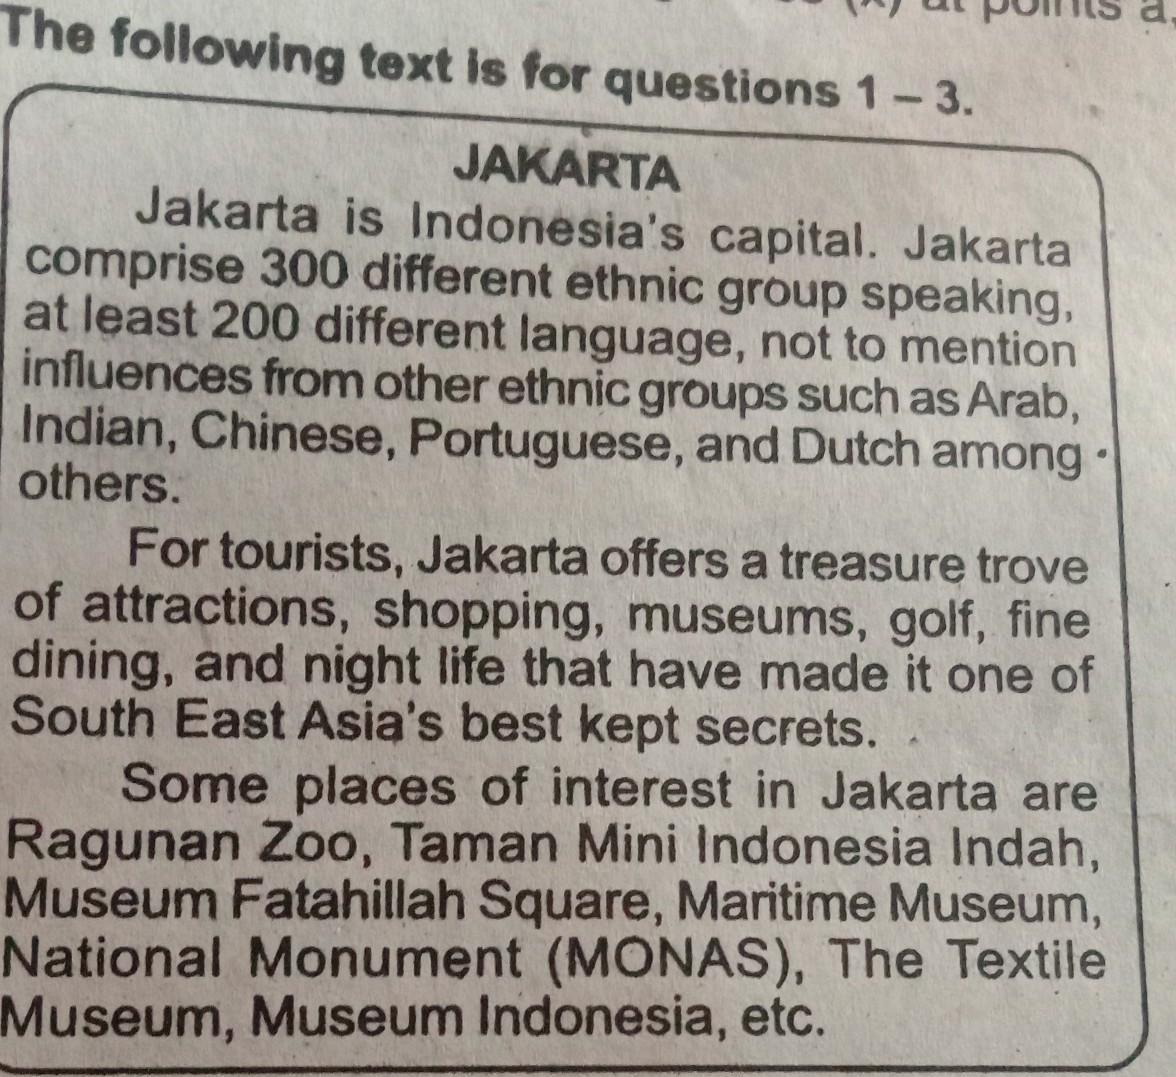 at points a
The following text is for questions 1 – 3.
JAKARTA
Jakarta is Indonesia's capital. Jakarta
comprise 300 different ethnic group speaking,
at least 200 different language, not to mention
influences from other ethnic groups such as Arab,
Indian, Chinese, Portuguese, and Dutch among
others.
For tourists, Jakarta offers a treasure trove
of attractions, shopping, museums, golf, fine
dining, and night life that have made it one of
South East Asia's best kept secrets.
Some places of interest in Jakarta are
Ragunan Zoo, Taman Mini Indonesia Indah,
Museum Fatahillah Square, Maritime Museum,
National Monument (MONAS), The Textile
Museum, Museum Indonesia, etc.